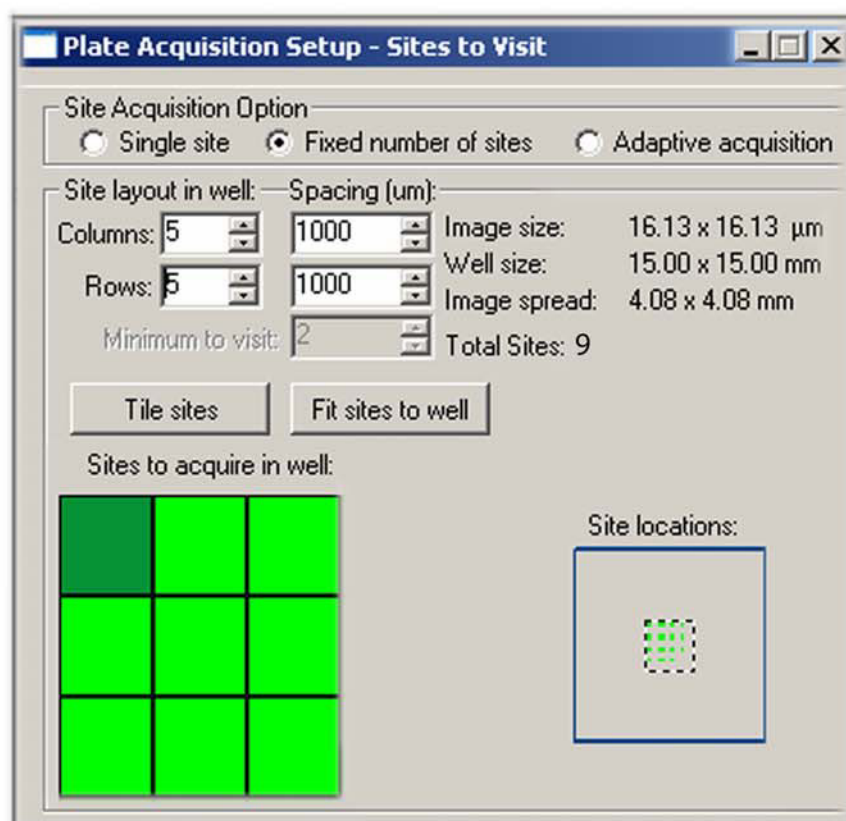 Plate Acquisition Setup - Sites to Visit
Site Acquisition Option
Single site Fixed number of sites Adaptive acquisition
Site layout in well: Spacing (um):
Columns: 5 1000 Image size: 16.13 x 16.13 µm
Well size: 15.00 x 15.00 mm
Rows: 5 1000 Image spread: 4.08 x 4.08 mm
Minimum to visit: 2 Total Sites: 9
Tile sites Fit sites to well
Sites to acquire in well:
Site locations: